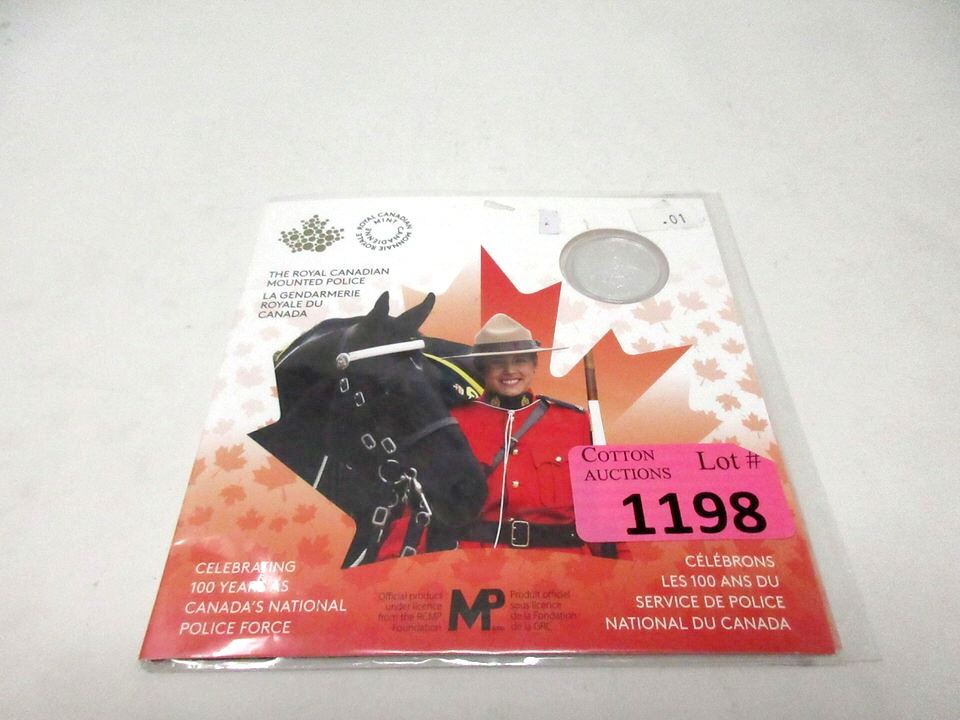 ROYAL CANADIAN MINT
MONNAIE ROYALE CANADIENNE
.01
THE ROYAL CANADIAN
MOUNTED POLICE
LA GENDARMERIE
ROYALE DU
CANADA
COTTON
AUCTIONS
Lot #
1198
CELEBRATING
100 YEARS AS
CANADA'S NATIONAL
POLICE FORCE
Official product
under licence
from the RCMP
Foundation
MP
Produit officiel
sous licence
de la Fondation
de la GRC
CÉLÉBRONS
LES 100 ANS DU
SERVICE DE POLICE
NATIONAL DU CANADA